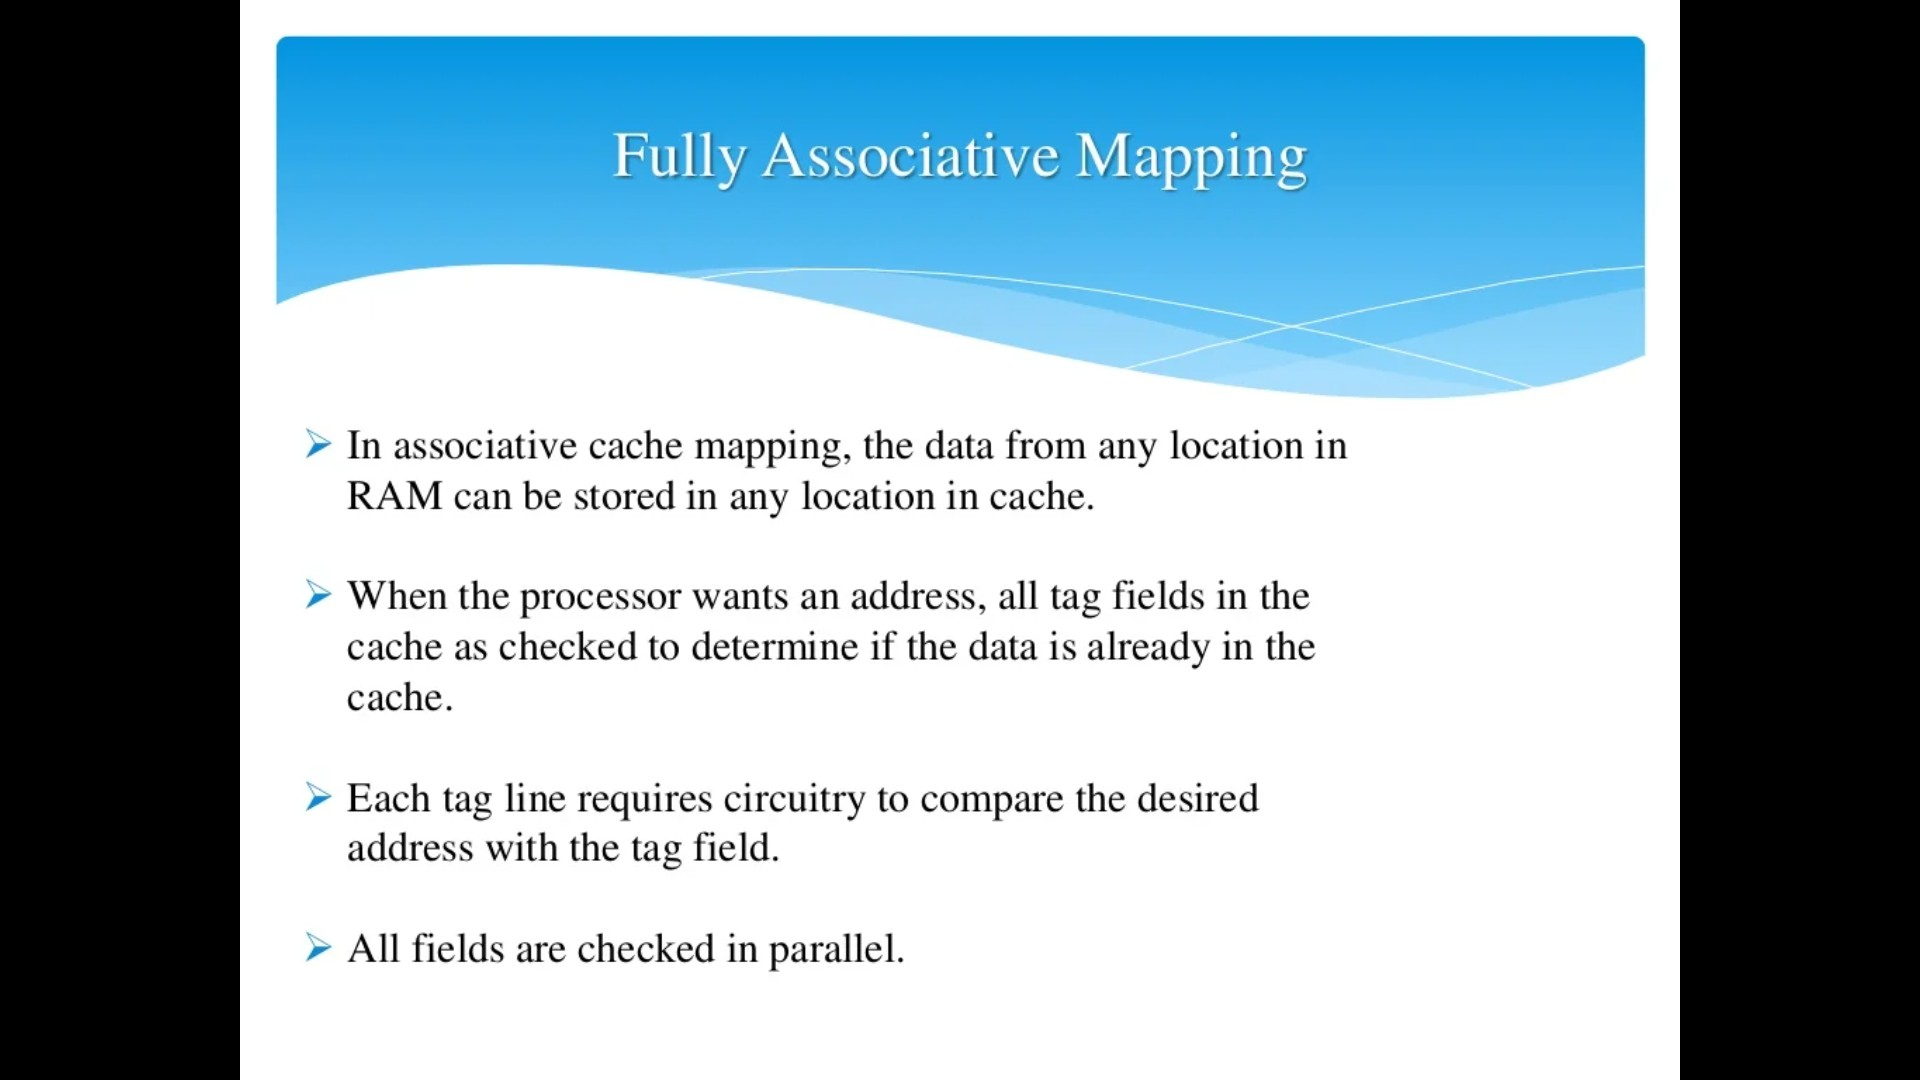 Fully Associative Mapping
In associative cache mapping, the data from any location in
RAM can be stored in any location in cache.
When the processor wants an address, all tag fields in the
cache as checked to determine if the data is already in the
cache.
Each tag line requires circuitry to compare the desired
address with the tag field.
All fields are checked in parallel.